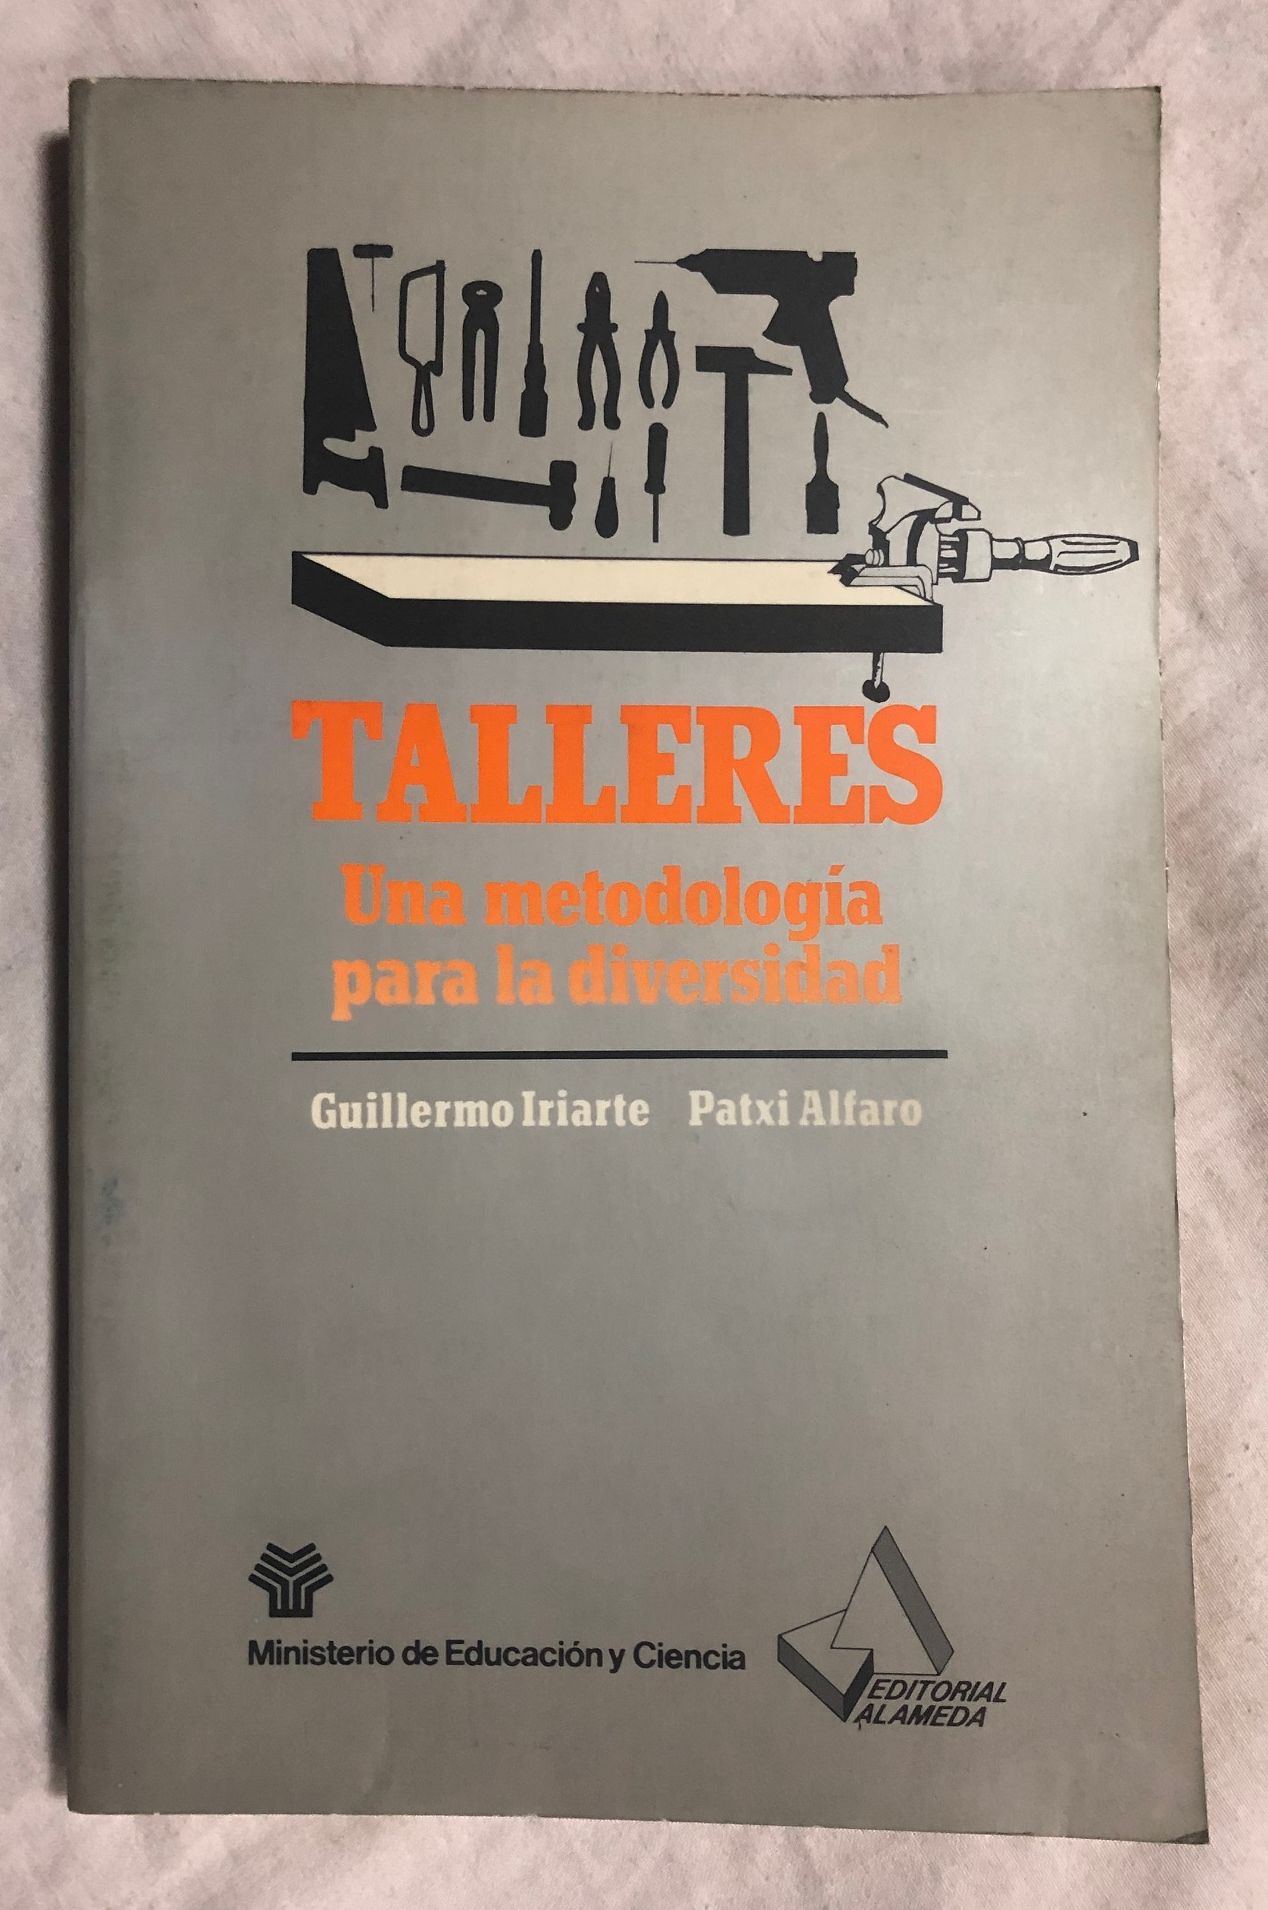 TALLERES
Una metodología
para la diversidad
Guillermo Iriarte Patxi Alfaro
Ministerio de Educación y Ciencia
EDITORIAL
ALAMEDA